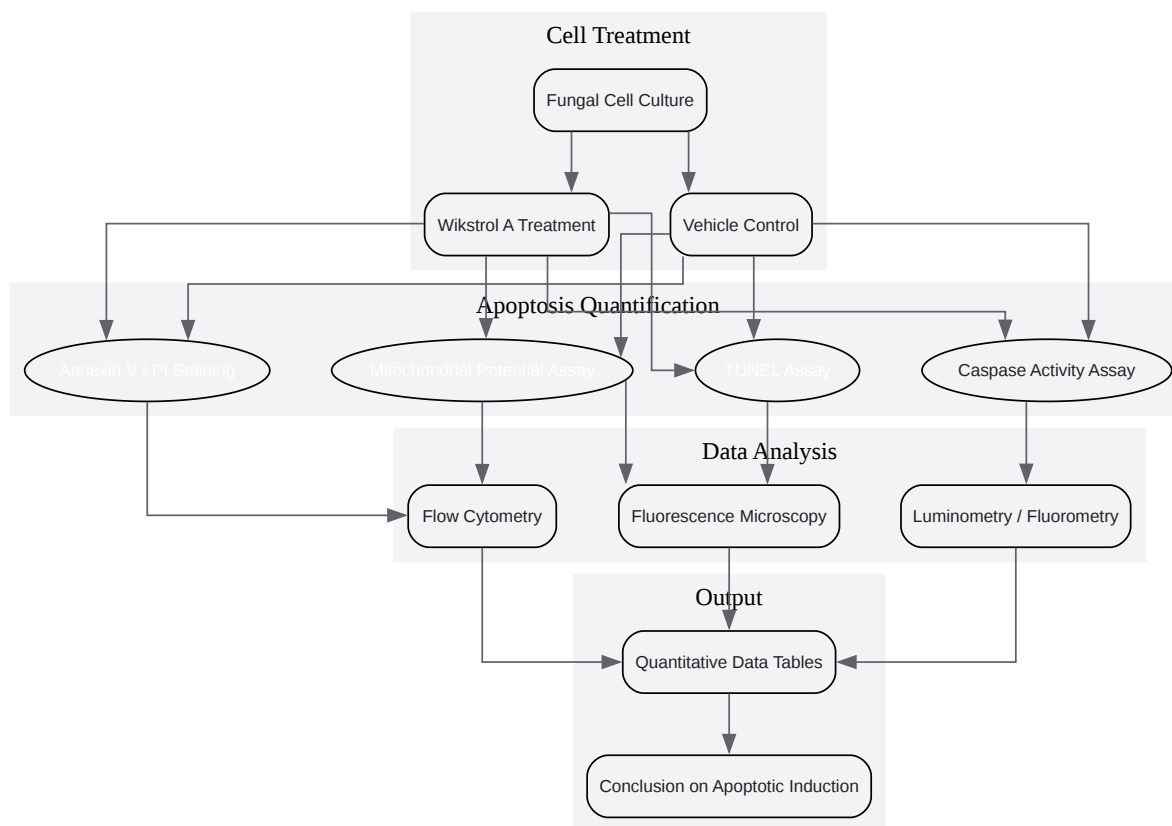 Cell Treatment
Fungal Cell Culture
Wikstrol A Treatment
Vehicle Control
Apoptosis Quantification
Annexin V / PI Staining
Mitochondrial Potential Assay
TUNEL Assay
Caspase Activity Assay
Data Analysis
Flow Cytometry
Fluorescence Microscopy
Luminometry / Fluorometry
Output
Quantitative Data Tables
Conclusion on Apoptotic Induction